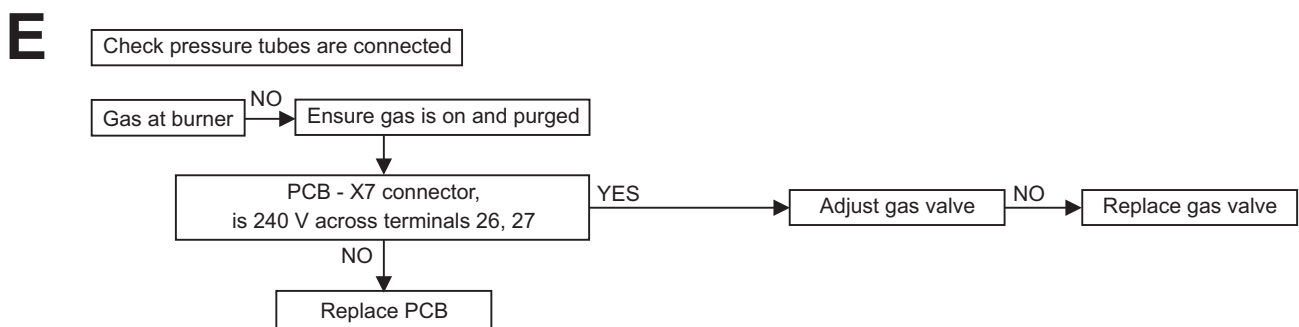 E
Check pressure tubes are connected
Gas at burner
NO
Ensure gas is on and purged
PCB - X7 connector,
is 240 V across terminals 26, 27
YES
Adjust gas valve
NO
Replace gas valve
NO
Replace PCB